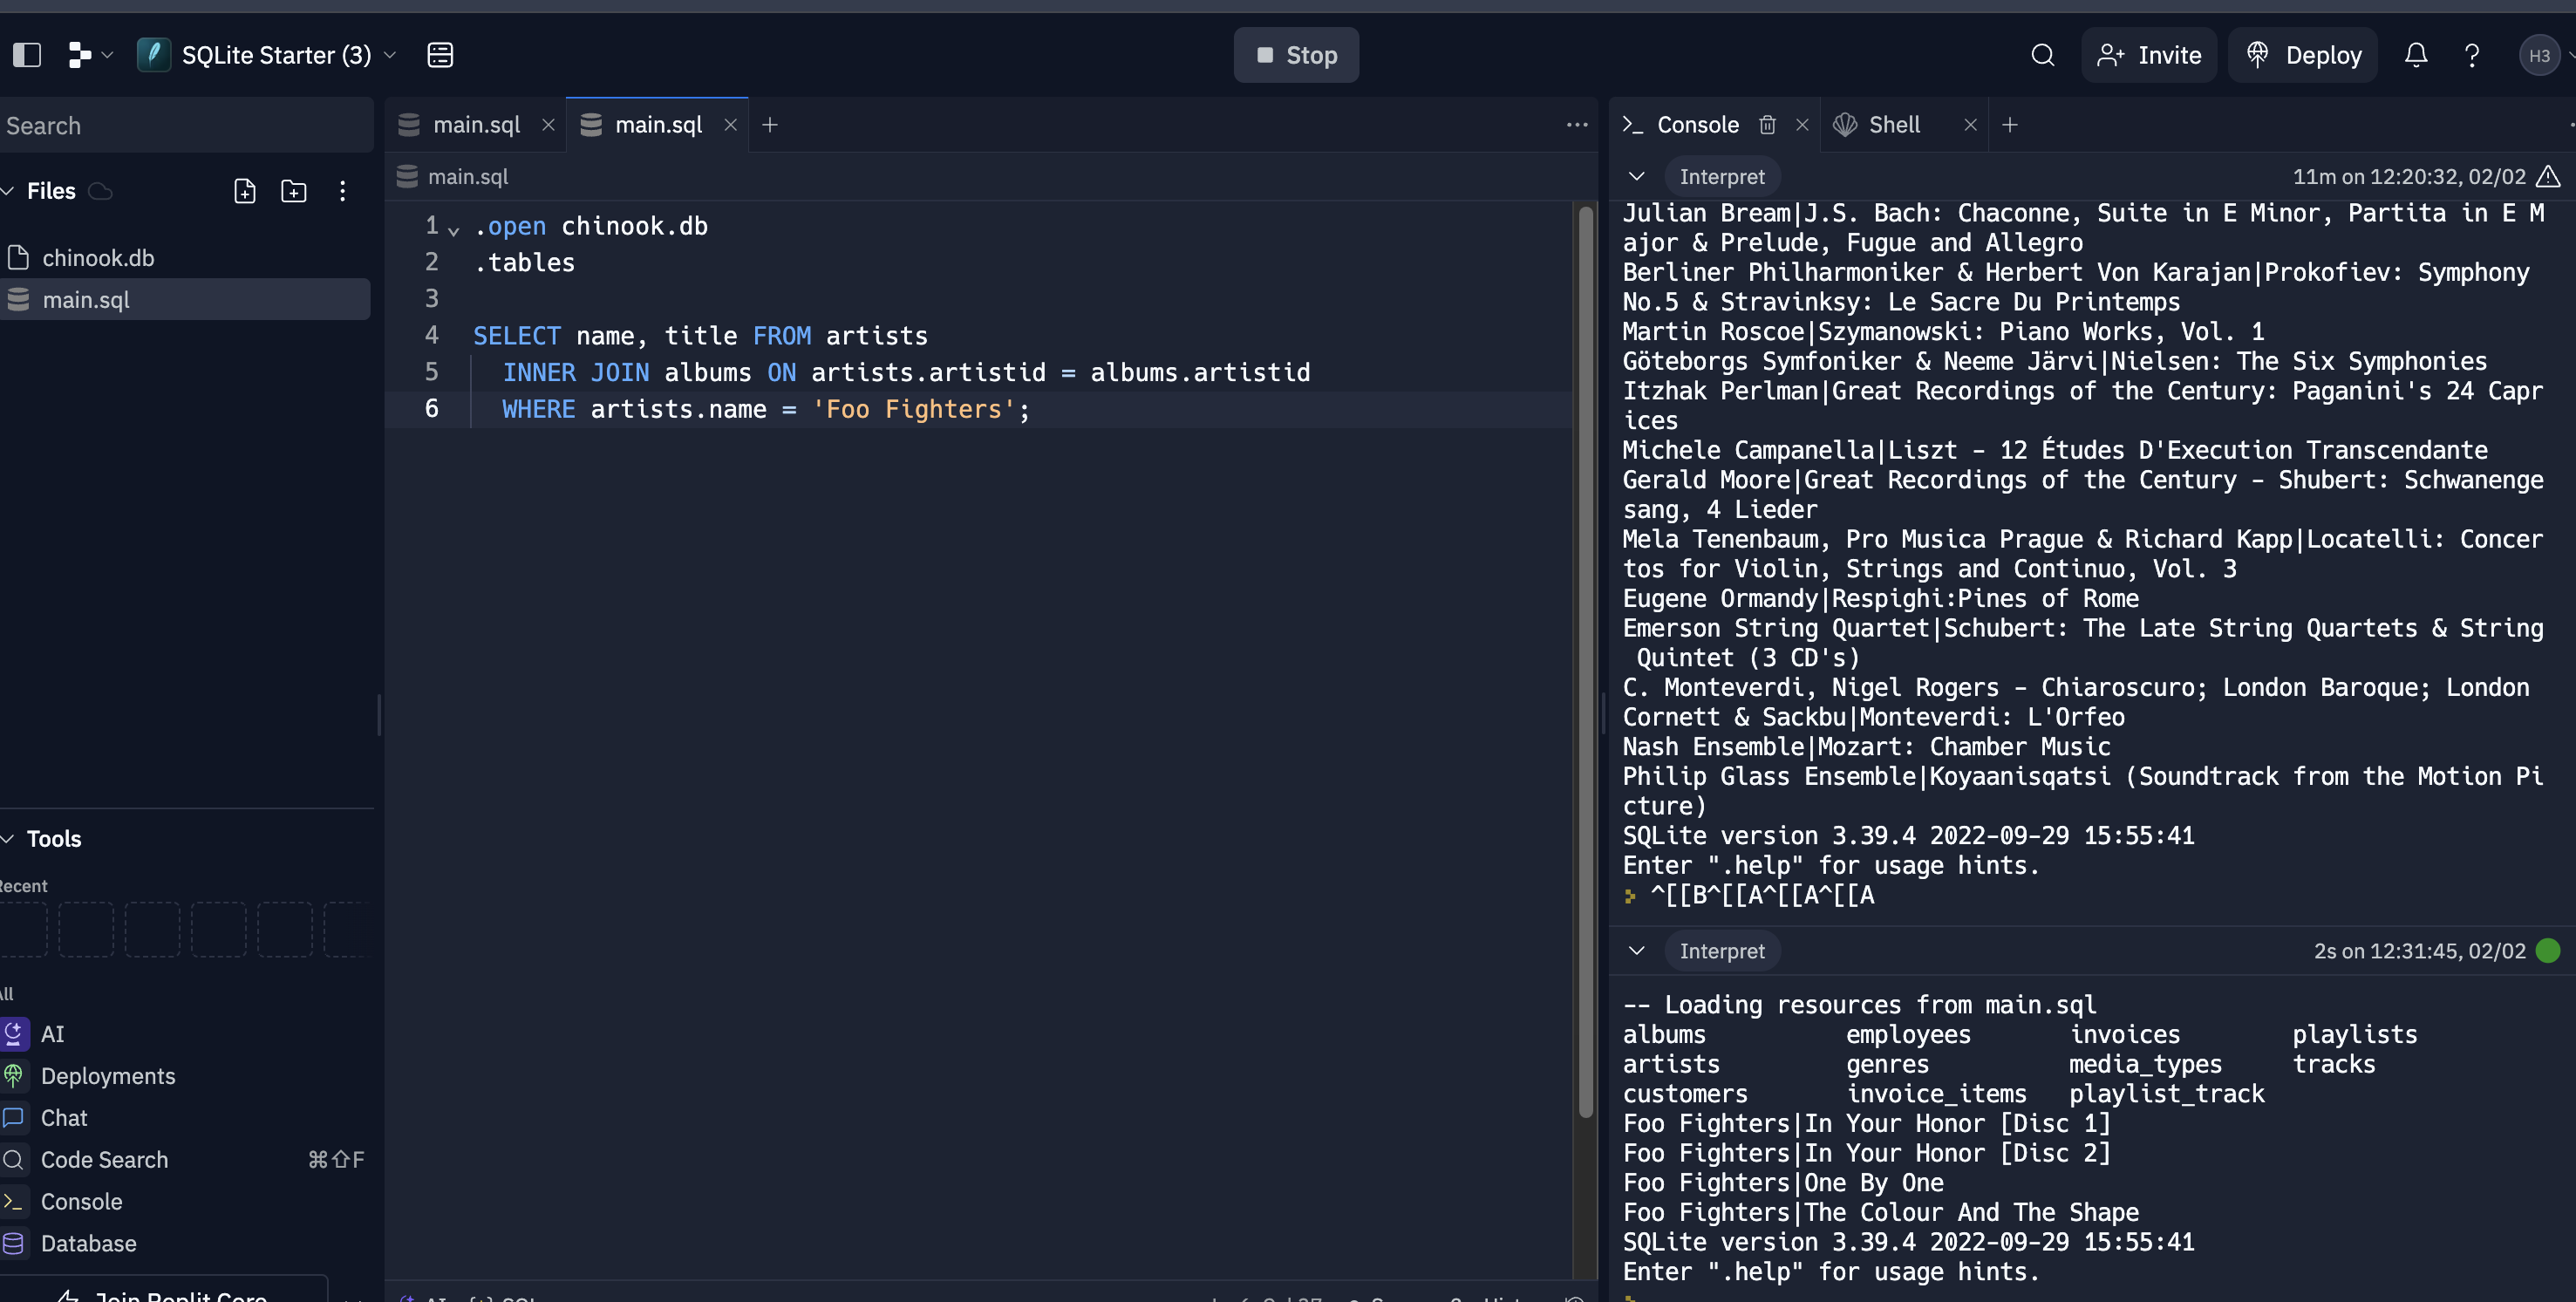 SQLite Starter (3)
Stop
Invite
Deploy
?
H3
Search
Files
chinook.db
main.sql
Tools
Recent
All
AI
Deployments
Chat
Code Search ⌘⇧F
Console
Database
Join Replit Core
main.sql
main.sql
main.sql
1 .open chinook.db
2 .tables
3
4 SELECT name, title FROM artists
5 INNER JOIN albums ON artists.artistid = albums.artistid
6 WHERE artists.name = 'Foo Fighters';
Console
Shell
Interpret
11m on 12:20:32, 02/02
Julian Bream|J.S. Bach: Chaconne, Suite in E Minor, Partita in E M
ajor & Prelude, Fugue and Allegro
Berliner Philharmoniker & Herbert Von Karajan|Prokofiev: Symphony
No.5 & Stravinksy: Le Sacre Du Printemps
Martin Roscoe|Szymanowski: Piano Works, Vol. 1
Göteborgs Symfoniker & Neeme Järvi|Nielsen: The Six Symphonies
Itzhak Perlman|Great Recordings of the Century: Paganini's 24 Capr
ices
Michele Campanella|Liszt - 12 Études D'Execution Transcendante
Gerald Moore|Great Recordings of the Century - Shubert: Schwanenge
sang, 4 Lieder
Mela Tenenbaum, Pro Musica Prague & Richard Kapp|Locatelli: Concer
tos for Violin, Strings and Continuo, Vol. 3
Eugene Ormandy|Respighi:Pines of Rome
Emerson String Quartet|Schubert: The Late String Quartets & String
Quintet (3 CD's)
C. Monteverdi, Nigel Rogers - Chiaroscuro; London Baroque; London
Cornett & Sackbu|Monteverdi: L'Orfeo
Nash Ensemble|Mozart: Chamber Music
Philip Glass Ensemble|Koyaanisqatsi (Soundtrack from the Motion Pi
cture)
SQLite version 3.39.4 2022-09-29 15:55:41
Enter ".help" for usage hints.
^[[B^[[A^[[A^[[A
Interpret
2s on 12:31:45, 02/02
-- Loading resources from main.sql
albums employees invoices playlists
artists genres media_types tracks
customers invoice_items playlist_track
Foo Fighters|In Your Honor [Disc 1]
Foo Fighters|In Your Honor [Disc 2]
Foo Fighters|One By One
Foo Fighters|The Colour And The Shape
SQLite version 3.39.4 2022-09-29 15:55:41
Enter ".help" for usage hints.